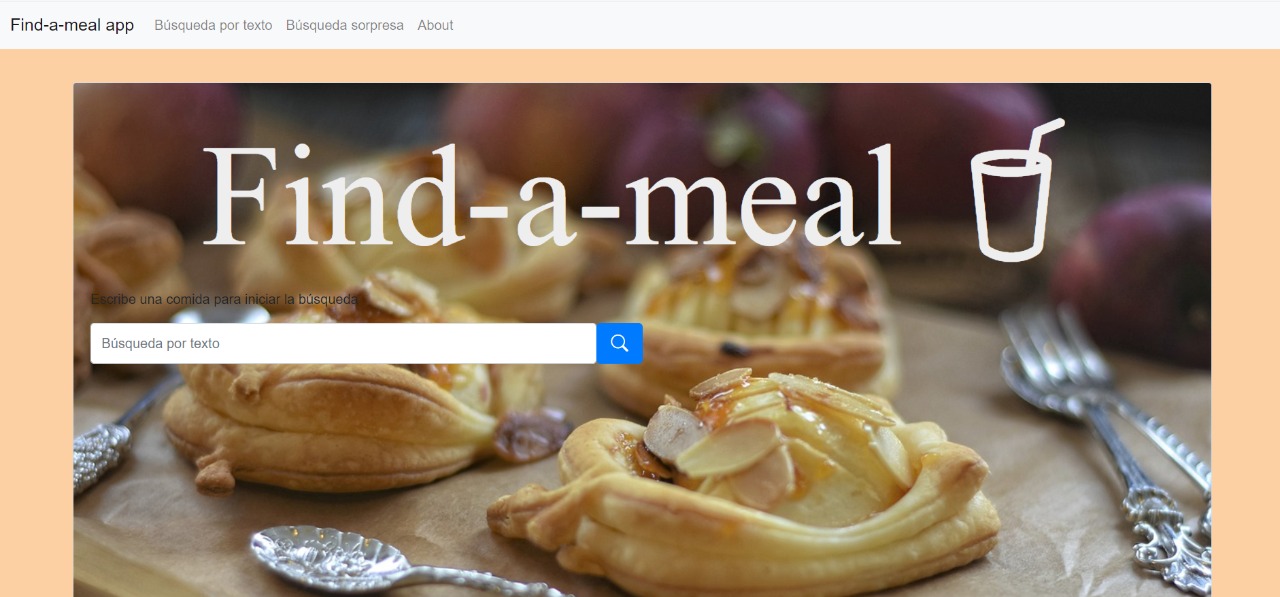 Find-a-meal app
Búsqueda por texto
Búsqueda sorpresa
About
Find-a-meal
Escribe una comida para iniciar la búsqueda
Búsqueda por texto